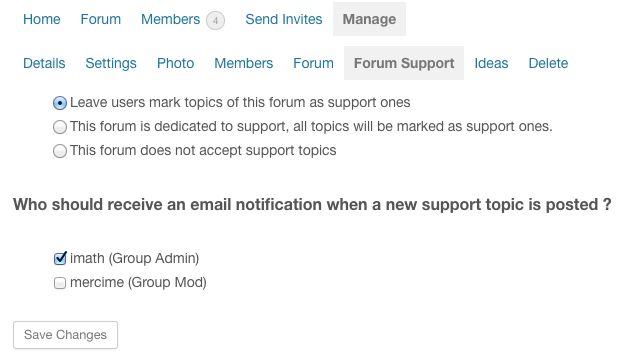 Home Forum Members 4 Send Invites Manage
Details Settings Photo Members Forum Forum Support Ideas Delete
Leave users mark topics of this forum as support ones
This forum is dedicated to support, all topics will be marked as support ones.
This forum does not accept support topics
Who should receive an email notification when a new support topic is posted ?
imath (Group Admin)
mercime (Group Mod)
Save Changes